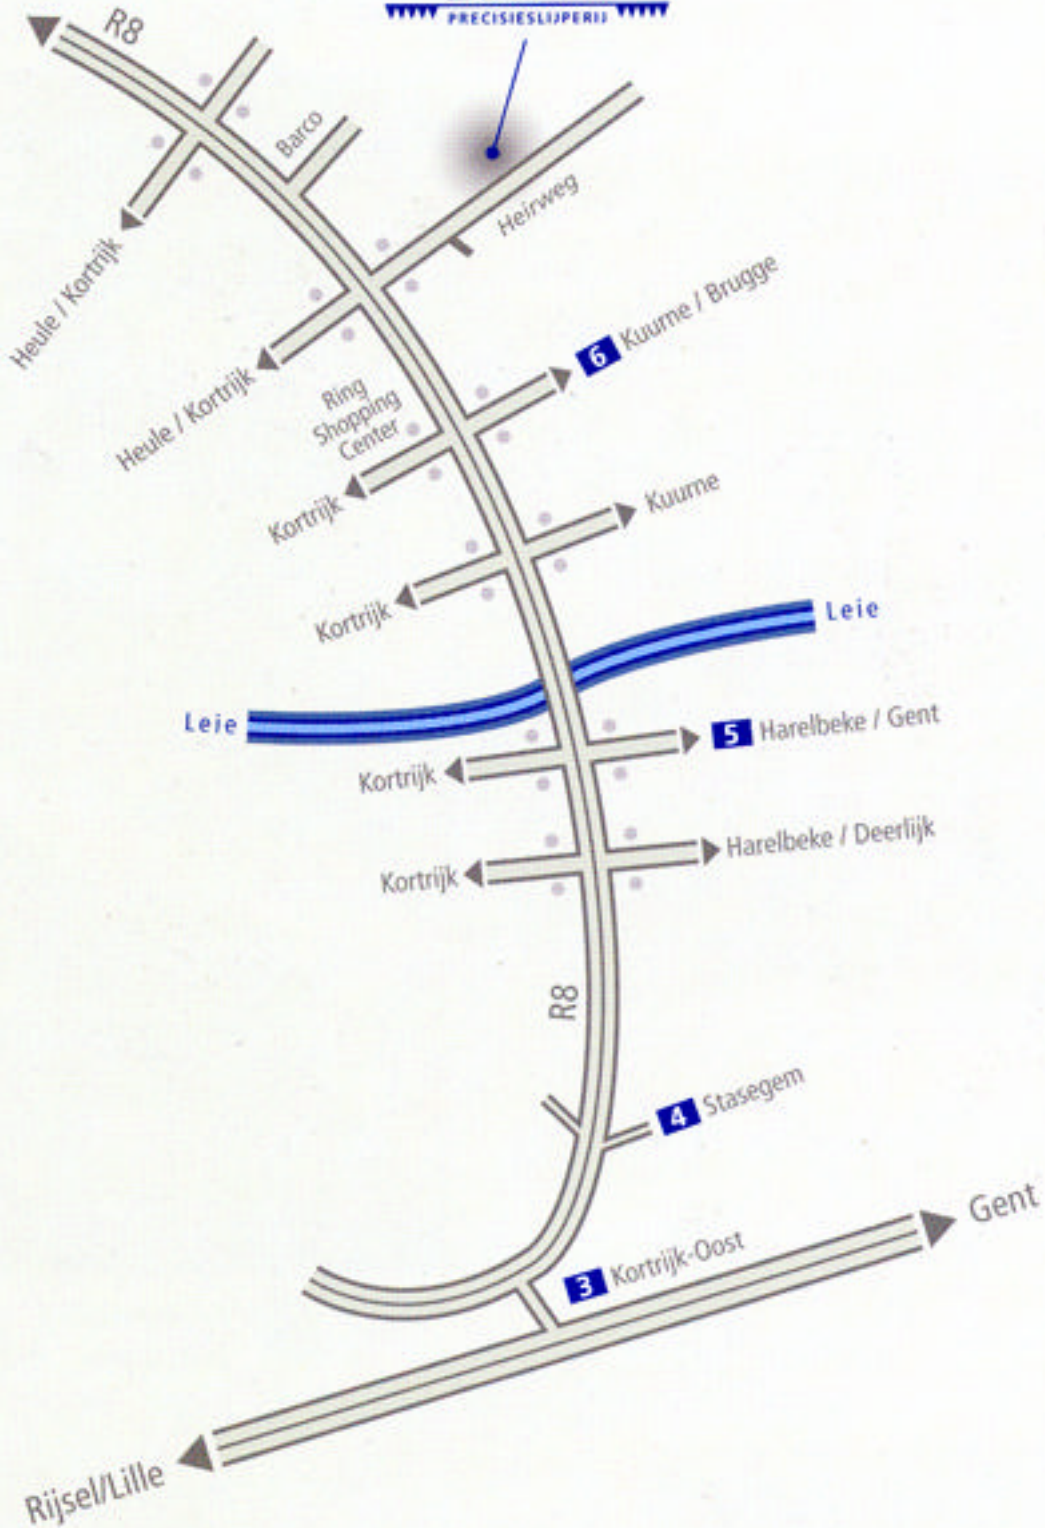 PRECISIESLIJPERIJ
R8
Barco
Heirweg
Heule / Kortrijk
6 Kuurne / Brugge
Heule / Kortrijk
Ring
Shopping
Center
Kortrijk
Kuurne
Kortrijk
Leie
Leie
5 Harelbeke / Gent
Kortrijk
Harelbeke / Deerlijk
Kortrijk
R8
4 Stasegem
Gent
3 Kortrijk-Oost
Rijsel/Lille